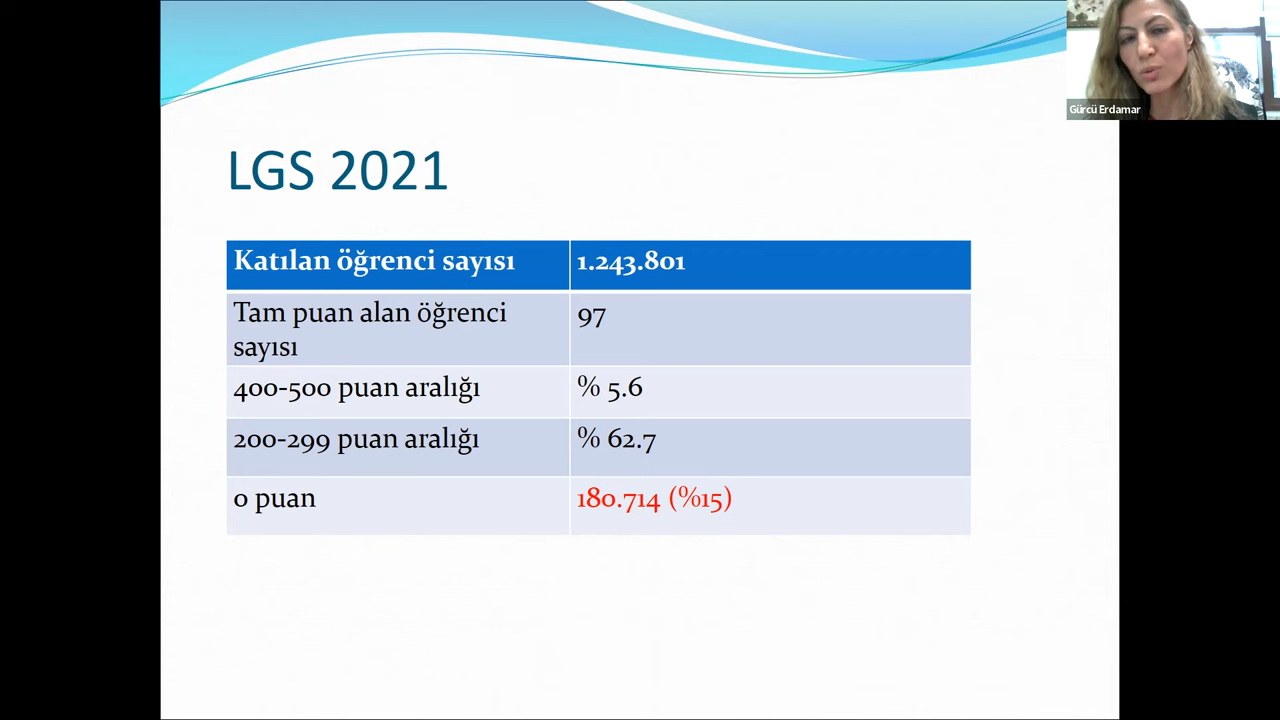 Gürcü Erdamar
LGS 2021
Katılan öğrenci sayısı 1.243.801
Tam puan alan öğrenci 97
sayısı
400-500 puan aralığı % 5.6
200-299 puan aralığı % 62.7
0 puan 180.714 (%15)